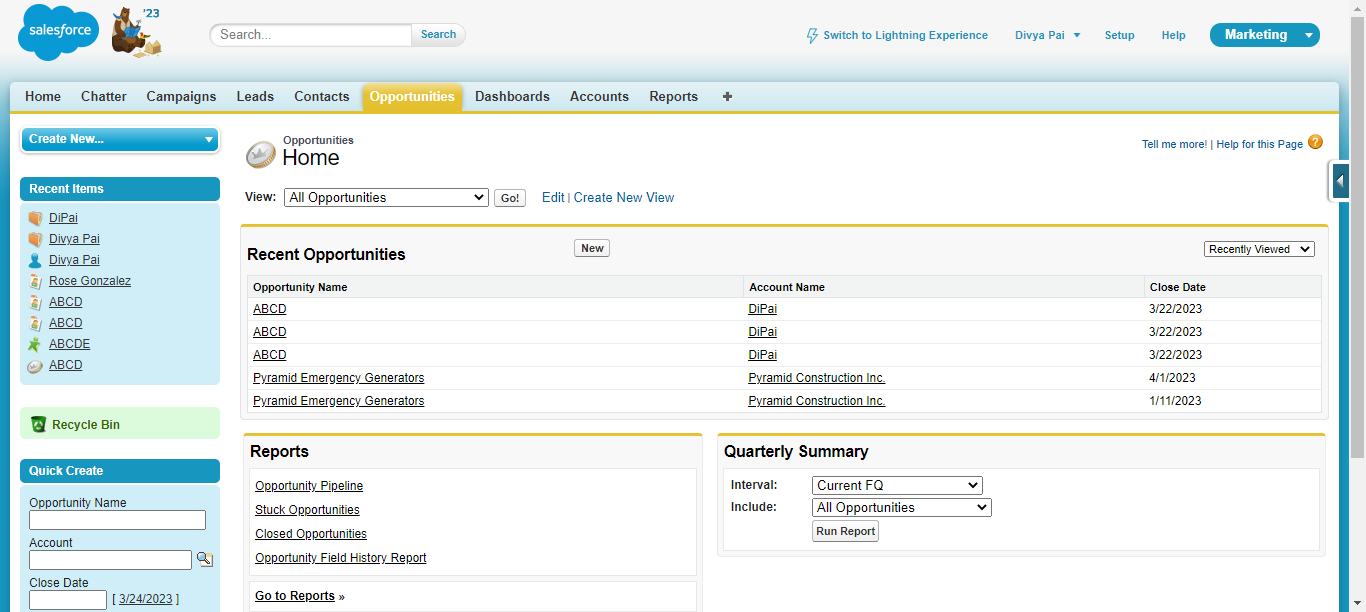 salesforce
'23
Search...
Search
Switch to Lightning Experience
Divya Pai
Setup
Help
Marketing
Home
Chatter
Campaigns
Leads
Contacts
Opportunities
Dashboards
Accounts
Reports
+
Create New...
Recent Items
DiPai
Divya Pai
Divya Pai
Rose Gonzalez
ABCD
ABCD
ABCDE
ABCD
Recycle Bin
Quick Create
Opportunity Name
Account
Close Date
[ 3/24/2023 ]
Opportunities
Home
Tell me more! | Help for this Page ?
View: All Opportunities Go! Edit | Create New View
Recent Opportunities New Recently Viewed
Opportunity Name Account Name Close Date
ABCD DiPai 3/22/2023
ABCD DiPai 3/22/2023
ABCD DiPai 3/22/2023
Pyramid Emergency Generators Pyramid Construction Inc. 4/1/2023
Pyramid Emergency Generators Pyramid Construction Inc. 1/11/2023
Reports
Opportunity Pipeline
Stuck Opportunities
Closed Opportunities
Opportunity Field History Report
Go to Reports »
Quarterly Summary
Interval: Current FQ
Include: All Opportunities
Run Report